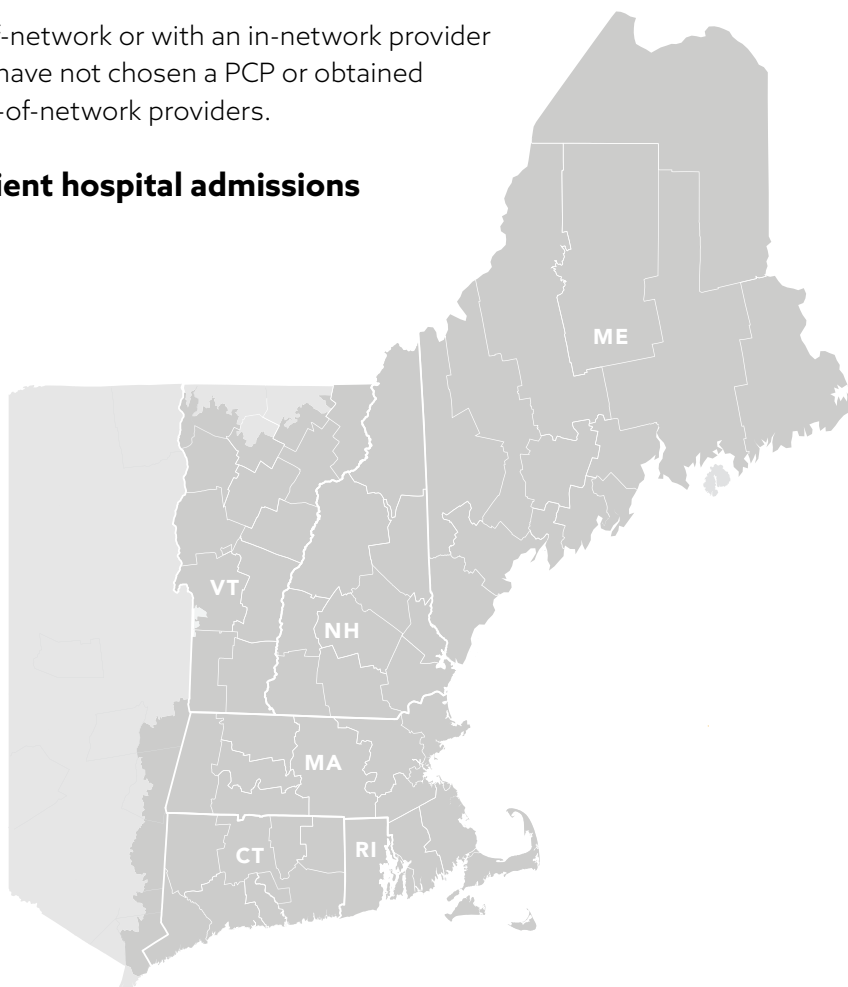 f-network or with an in-network provider
have not chosen a PCP or obtained
-of-network providers.
ient hospital admissions
ME
VT
NH
MA
CT
RI